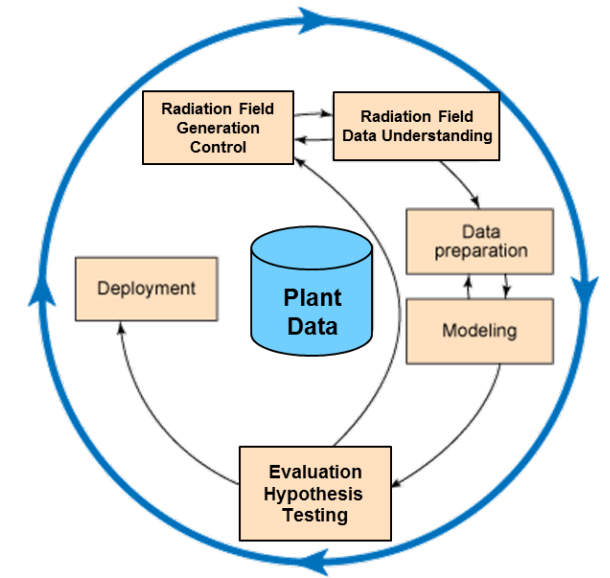 Radiation Field
Generation
Control
Radiation Field
Data Understanding
Data
preparation
Deployment
Plant
Data
Modeling
Evaluation
Hypothesis
Testing